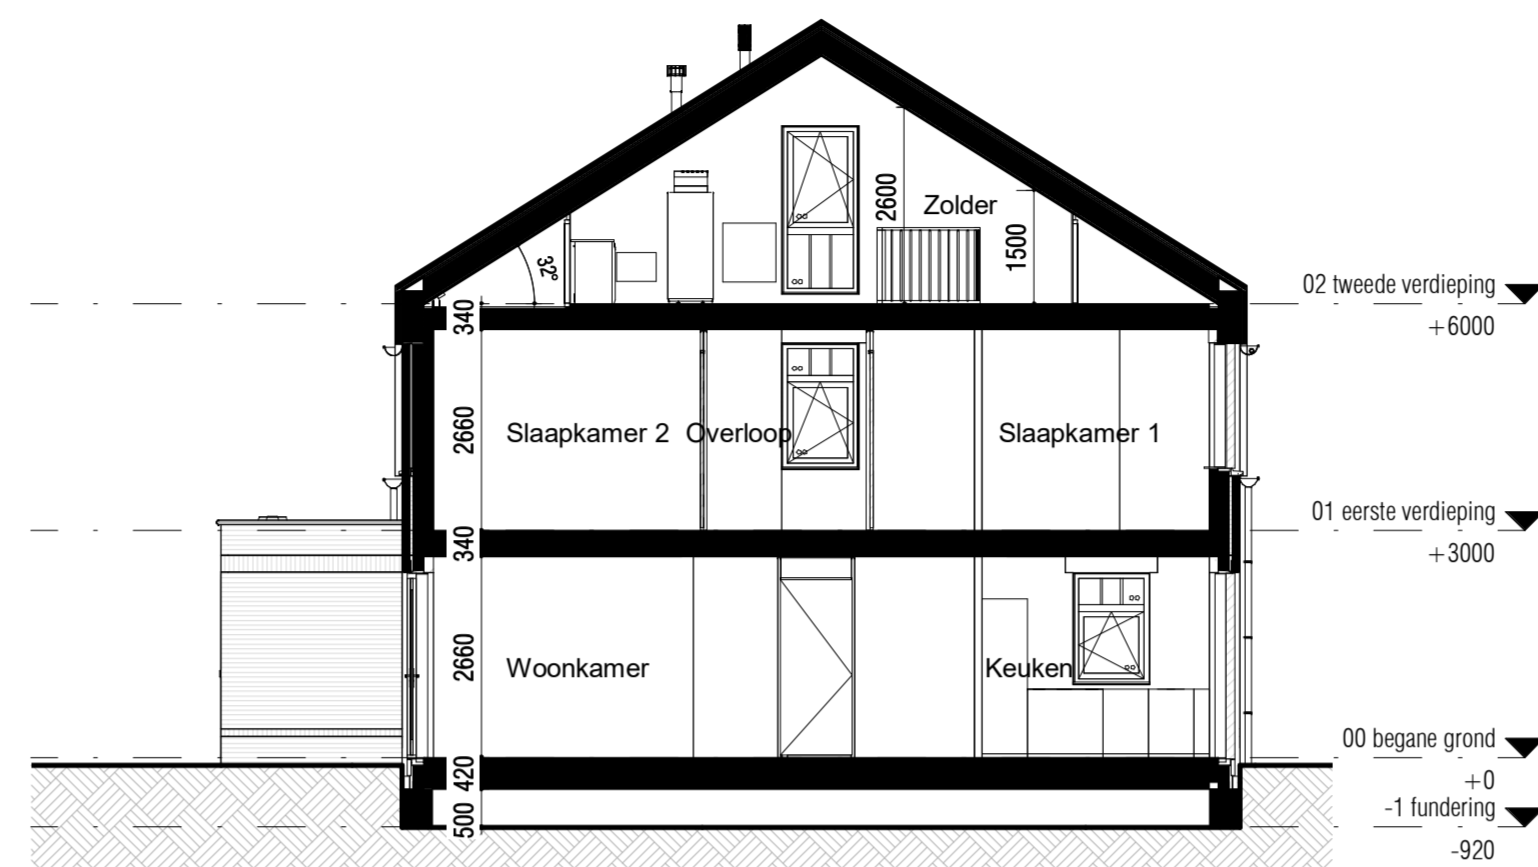 2600
Zolder
1500
32°
02 tweede verdieping
+6000
340
2660
Slaapkamer 2
Overloop
Slaapkamer 1
01 eerste verdieping
+3000
340
2660
Woonkamer
Keuken
00 begane grond
+0
420
-1 fundering
500
-920